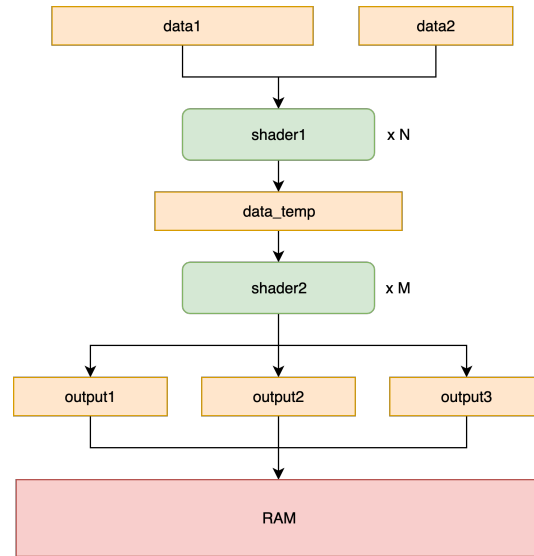 data1
data2
shader1
x N
data_temp
shader2
x M
output1
output2
output3
RAM